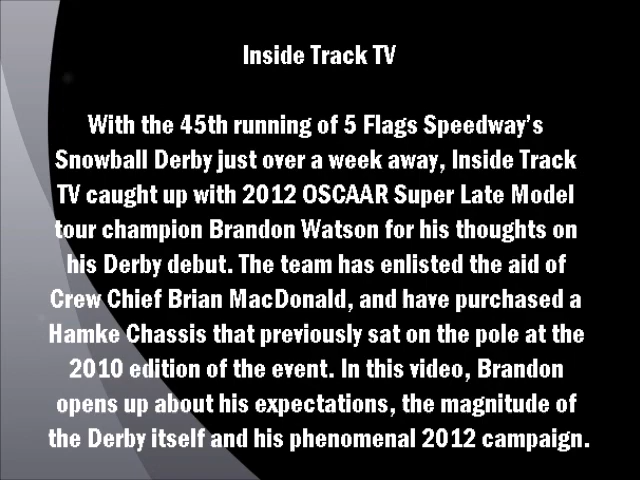 Inside Track TV
With the 45th running of 5 Flags Speedway's
Snowball Derby just over a week away, Inside Track
TV caught up with 2012 OSCAAR Super Late Model
tour champion Brandon Watson for his thoughts on
his Derby debut. The team has enlisted the aid of
Crew Chief Brian MacDonald, and have purchased a
Hamke Chassis that previously sat on the pole at the
2010 edition of the event. In this video, Brandon
opens up about his expectations, the magnitude of
the Derby itself and his phenomenal 2012 campaign.